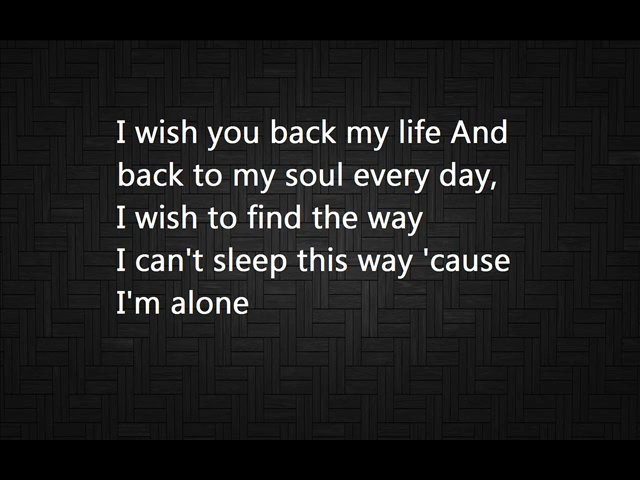 I wish you back my life And
back to my soul every day,
I wish to find the way
I can't sleep this way 'cause
I'm alone